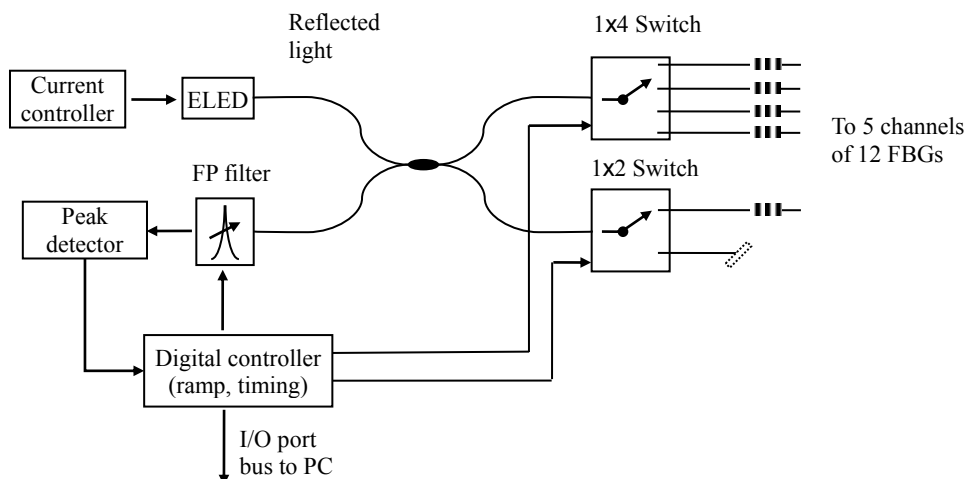 Reflected
light
1x4 Switch
Current
controller
ELED
To 5 channels
of 12 FBGs
FP filter
1x2 Switch
Peak
detector
Digital controller
(ramp, timing)
I/O port
bus to PC